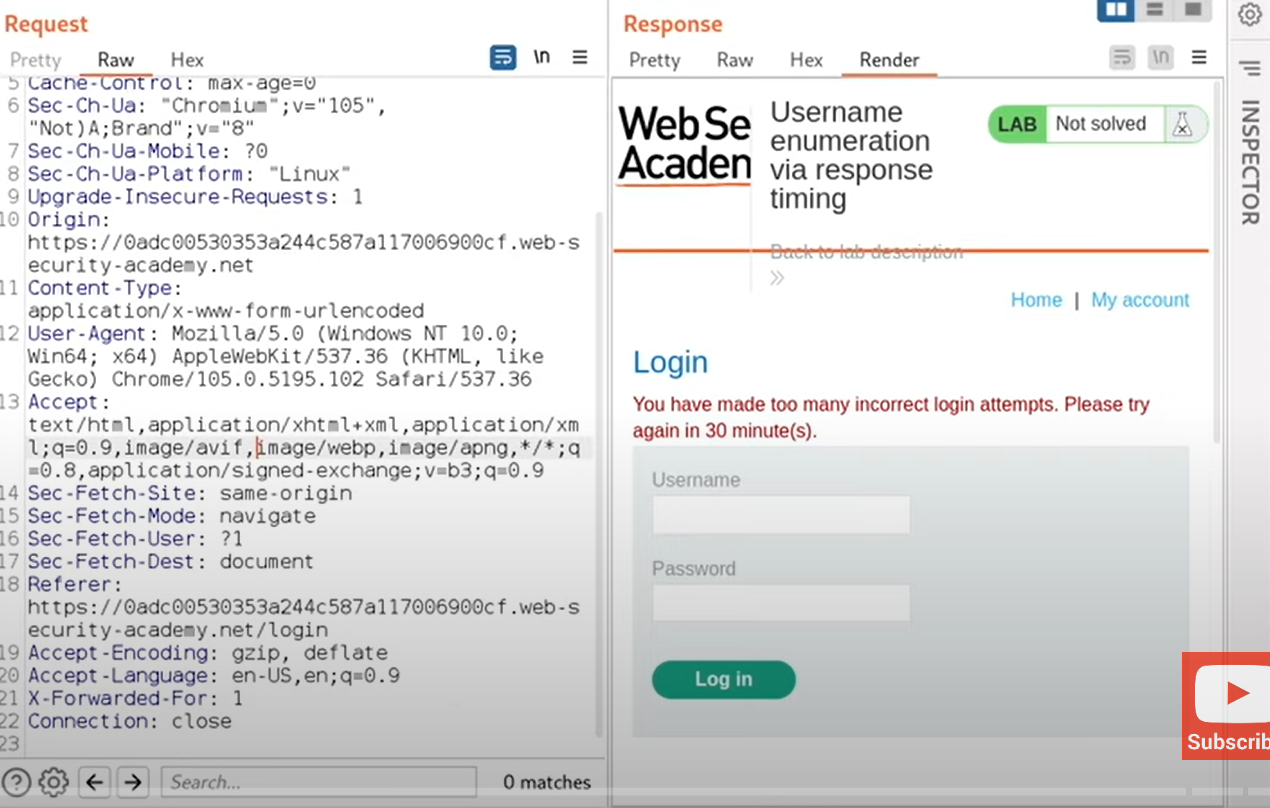 Request
Pretty Raw Hex
\n
5 Cache-Control: max-age=0
6 Sec-Ch-Ua: "Chromium";v="105",
"Not)A;Brand";v="8"
7 Sec-Ch-Ua-Mobile: ?0
8 Sec-Ch-Ua-Platform: "Linux"
9 Upgrade-Insecure-Requests: 1
10 Origin:
https://0adc00530353a244c587a117006900cf.web-s
ecurity-academy.net
11 Content-Type:
application/x-www-form-urlencoded
12 User-Agent: Mozilla/5.0 (Windows NT 10.0;
Win64; x64) AppleWebKit/537.36 (KHTML, like
Gecko) Chrome/105.0.5195.102 Safari/537.36
13 Accept:
text/html,application/xhtml+xml,application/xm
l;q=0.9,image/avif,image/webp,image/apng,*/*;q
=0.8,application/signed-exchange;v=b3;q=0.9
14 Sec-Fetch-Site: same-origin
15 Sec-Fetch-Mode: navigate
16 Sec-Fetch-User: ?1
17 Sec-Fetch-Dest: document
18 Referer:
https://0adc00530353a244c587a117006900cf.web-s
ecurity-academy.net/login
19 Accept-Encoding: gzip, deflate
20 Accept-Language: en-US,en;q=0.9
21 X-Forwarded-For: 1
22 Connection: close
23
?
Search...
0 matches
Response
Pretty Raw Hex Render
\n
Web Se
Academ
Username
enumeration
via response
timing
LAB Not solved
Back to lab description
»
Home | My account
Login
You have made too many incorrect login attempts. Please try
again in 30 minute(s).
Username
Password
Log in
INSPECTOR
Subscrib